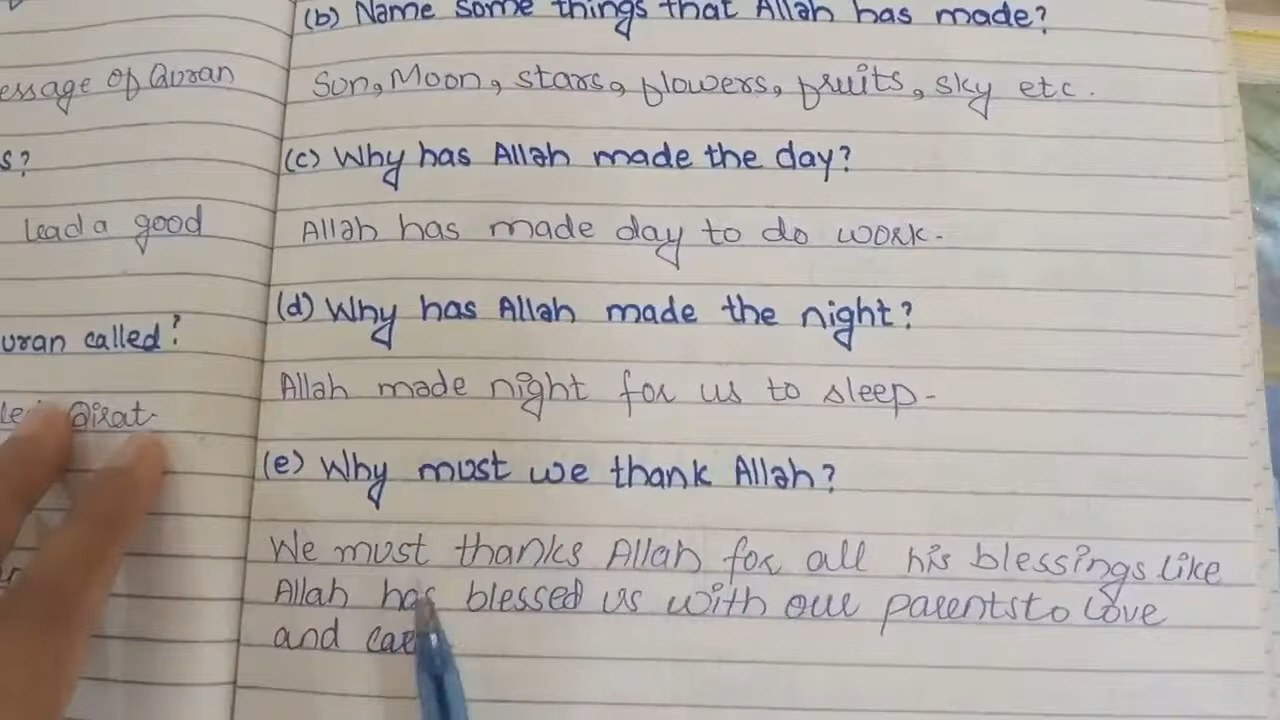 essage of Quran
s?
lead a good
uran called?
Qirat
(b) Name some things that Allah has made?
Sun, Moon, stars, flowers, fruits, sky etc.
(c) Why has Allah made the day?
Allah has made day to do work.
(d) Why has Allah made the night?
Allah made night for us to sleep.
(e) Why must we thank Allah?
We must thanks Allah for all his blessings like
Allah has blessed us with our parents to love
and